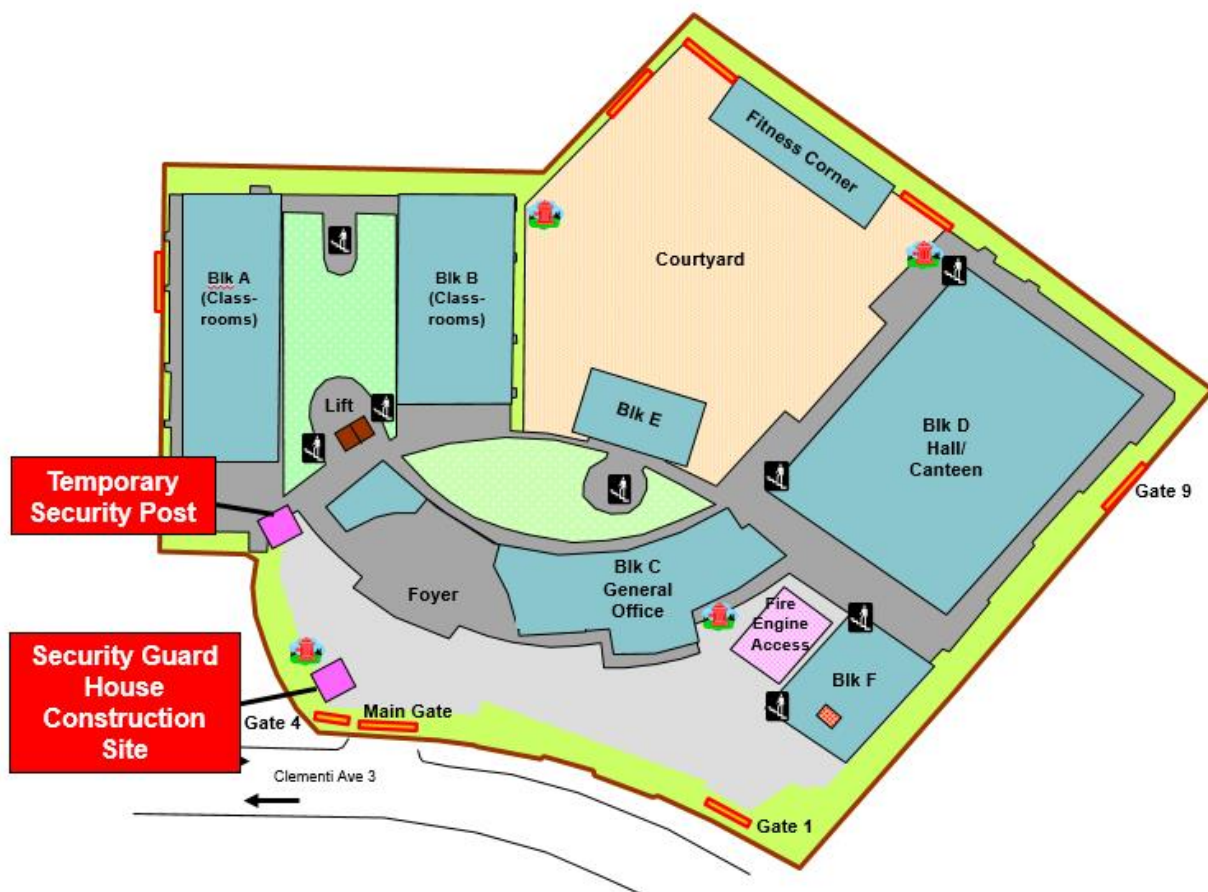 Fitness Corner
Courtyard
Blk A
(Class-
rooms)
Blk B
(Class-
rooms)
Lift
Blk E
Blk D
Hall/
Canteen
Gate 9
Temporary
Security Post
Blk C
General
Office
Foyer
Fire
Engine
Access
Blk F
Security Guard
House
Construction
Site
Gate 4
Main Gate
Clementi Ave 3
Gate 1